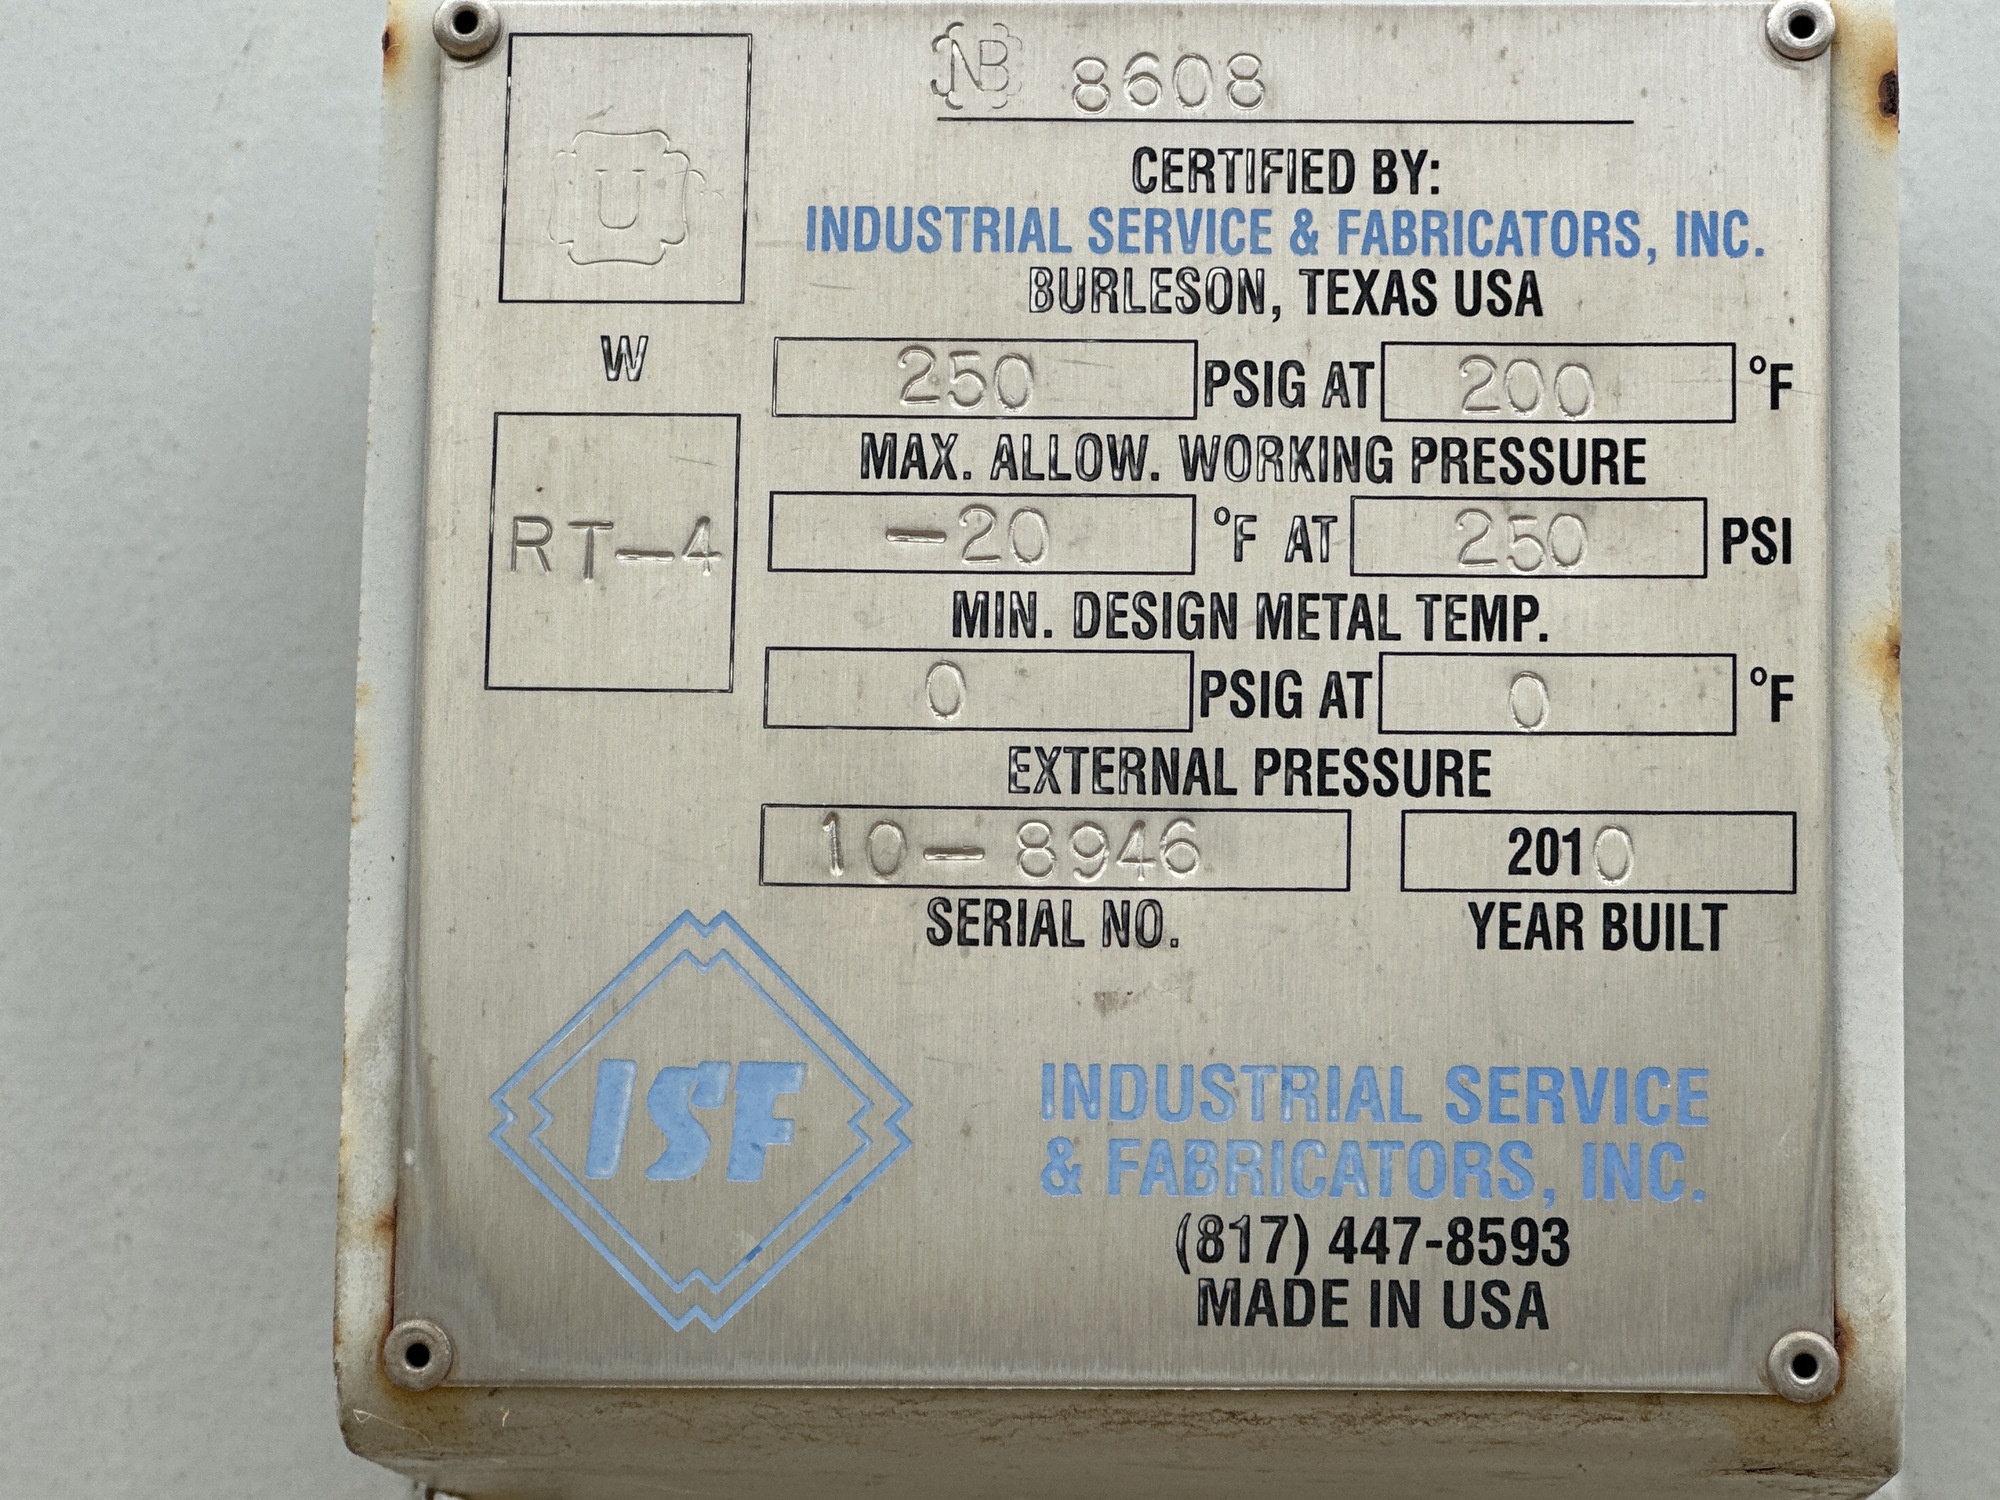 NB 8608
U
CERTIFIED BY:
INDUSTRIAL SERVICE & FABRICATORS, INC.
BURLESON, TEXAS USA
W
250 PSIG AT 200 °F
MAX. ALLOW. WORKING PRESSURE
RT-4
-20 °F AT 250 PSI
MIN. DESIGN METAL TEMP.
0 PSIG AT 0 °F
EXTERNAL PRESSURE
10-8946 2010
SERIAL NO. YEAR BUILT
ISF
INDUSTRIAL SERVICE
& FABRICATORS, INC.
(817) 447-8593
MADE IN USA